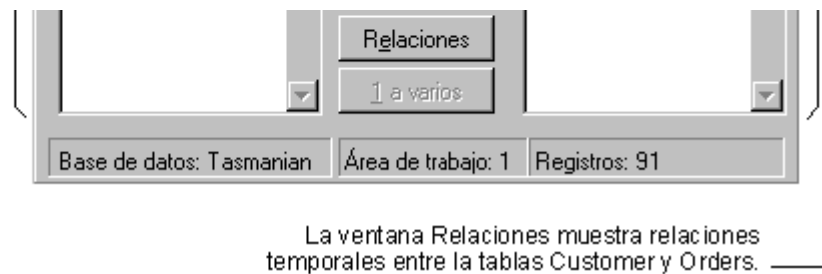 Relaciones
1 a varios
Base de datos: Tasmanian Área de trabajo: 1 Registros: 91
La ventana Relaciones muestra relaciones
temporales entre la tablas Customer y Orders.